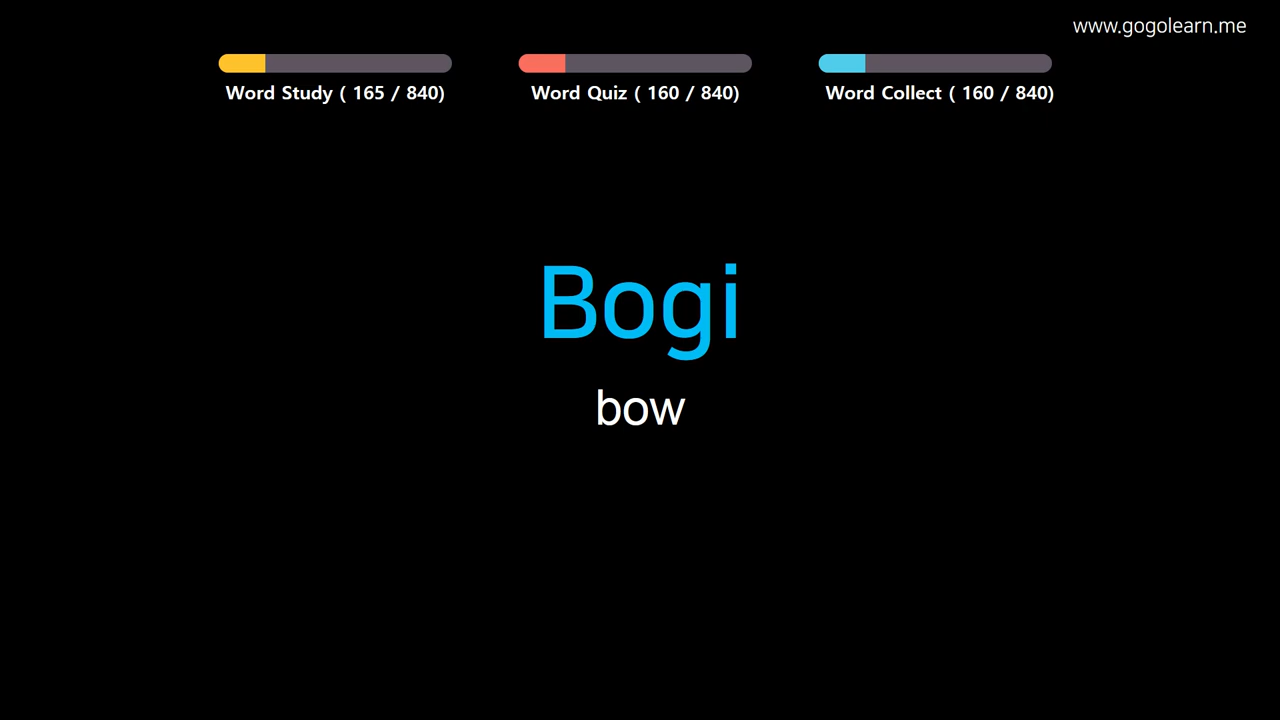 www.gogolearn.me
Word Study ( 165 / 840)
Word Quiz ( 160 / 840)
Word Collect ( 160 / 840)
Bogi
bow